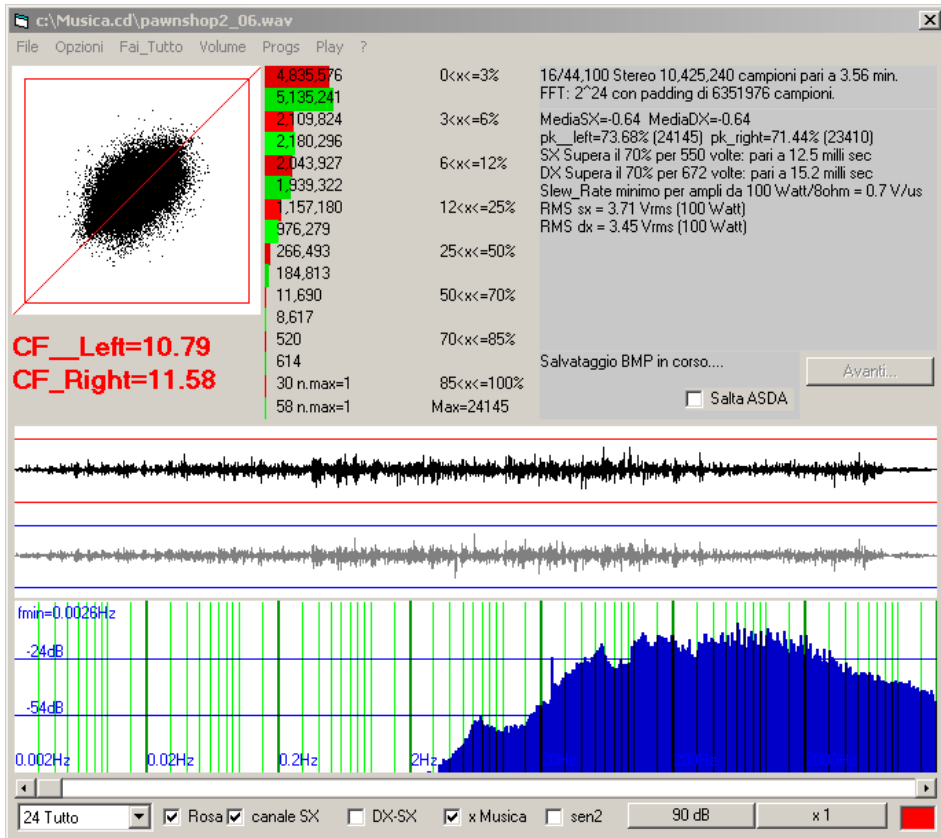 c:\Musica.cd\pawnshop2_06.wav
File Opzioni Fai_Tutto Volume Progs Play ?
4,835,576 0<x<=3%
5,135,241
2,109,824 3<x<=6%
2,180,296
2,043,927 6<x<=12%
1,939,322
1,157,180 12<x<=25%
976,279
266,493 25<x<=50%
184,813
11,690 50<x<=70%
8,617
520 70<x<=85%
614
30 n.max=1 85<x<=100%
58 n.max=1 Max=24145
16/44,100 Stereo 10,425,240 campioni pari a 3.56 min.
FFT: 2^24 con padding di 6351976 campioni.
MediaSX=-0.64 MediaDX=-0.64
pk__left=73.68% (24145) pk_right=71.44% (23410)
SX Supera il 70% per 550 volte: pari a 12.5 milli sec
DX Supera il 70% per 672 volte: pari a 15.2 milli sec
Slew_Rate minimo per ampli da 100 Watt/8ohm = 0.7 V/us
RMS sx = 3.71 Vrms (100 Watt)
RMS dx = 3.45 Vrms (100 Watt)
CF__Left=10.79
CF_Right=11.58
Salvataggio BMP in corso....
Avanti...
Salta ASDA
fmin=0.0026Hz
-24dB
-54dB
0.002Hz 0.02Hz 0.2Hz 2Hz
24 Tutto Rosa canale SX DX-SX x Musica sen2 90 dB x 1